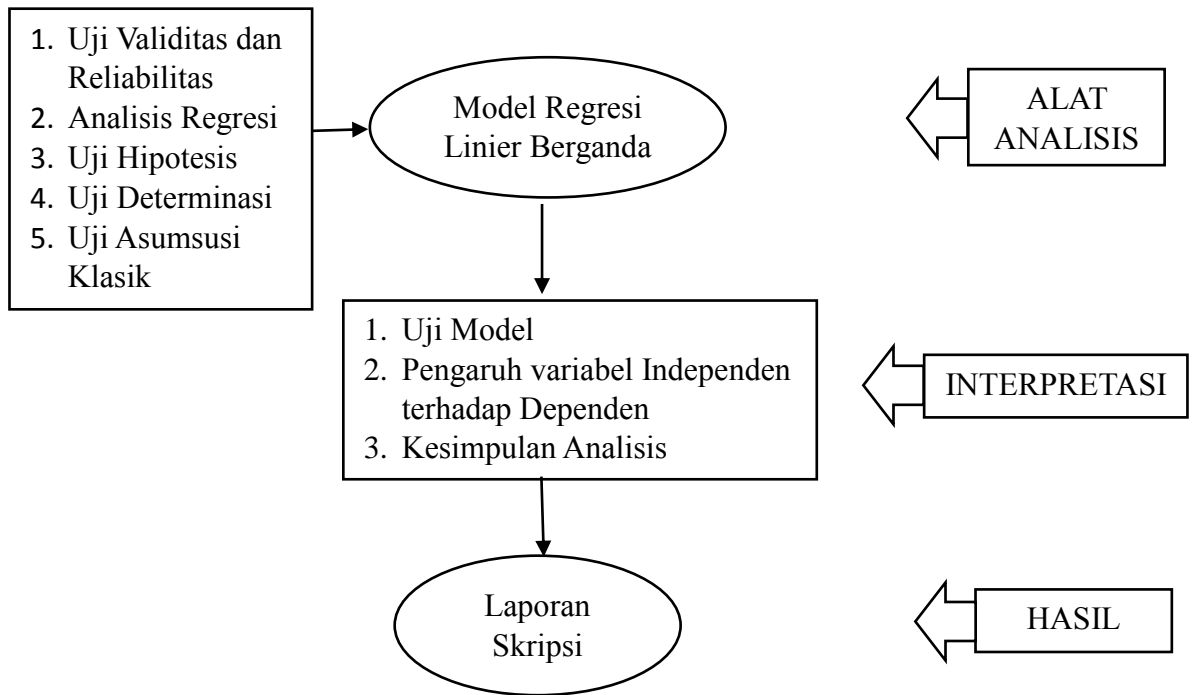 1. Uji Validitas dan
Reliabilitas
2. Analisis Regresi
3. Uji Hipotesis
4. Uji Determinasi
5. Uji Asumsusi
Klasik
Model Regresi
Linier Berganda
ALAT
ANALISIS
1. Uji Model
2. Pengaruh variabel Independen
terhadap Dependen
3. Kesimpulan Analisis
INTERPRETASI
Laporan
Skripsi
HASIL